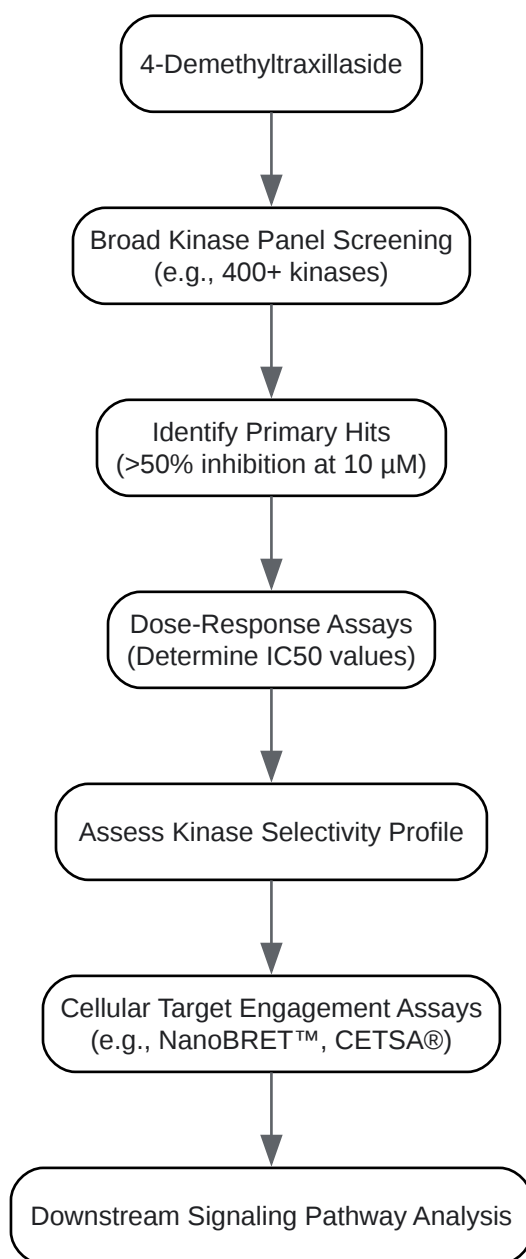 4-Demethyltraxillaside
Broad Kinase Panel Screening
(e.g., 400+ kinases)
Identify Primary Hits
(>50% inhibition at 10 µM)
Dose-Response Assays
(Determine IC50 values)
Assess Kinase Selectivity Profile
Cellular Target Engagement Assays
(e.g., NanoBRET™, CETSA®)
Downstream Signaling Pathway Analysis